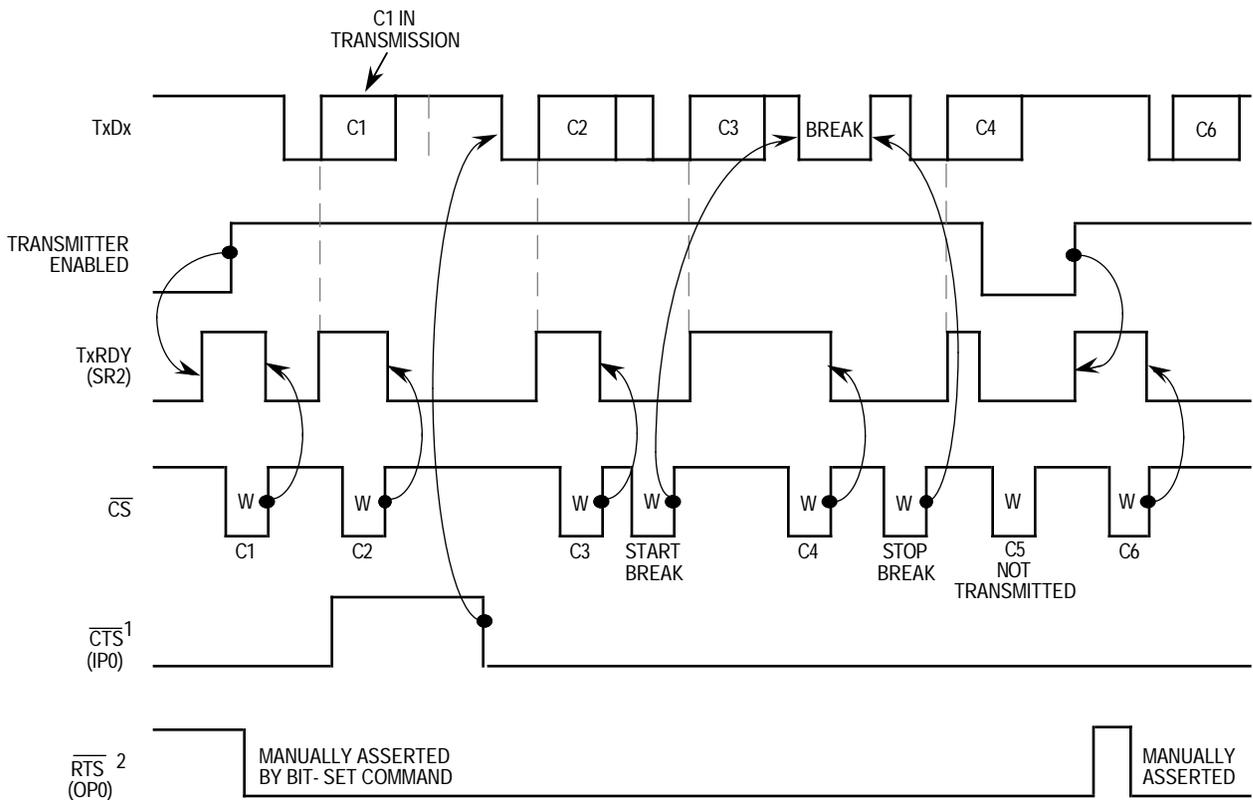 C1 IN
TRANSMISSION
TxDx
C1
C2
C3
BREAK
C4
C6
TRANSMITTER
ENABLED
TxRDY
(SR2)
CS
W
W
W
W
W
W
W
W
C1
C2
C3
START
BREAK
C4
STOP
BREAK
C5
NOT
TRANSMITTED
C6
CTS1
(IP0)
RTS 2
(OP0)
MANUALLY ASSERTED
BY BIT- SET COMMAND
MANUALLY
ASSERTED